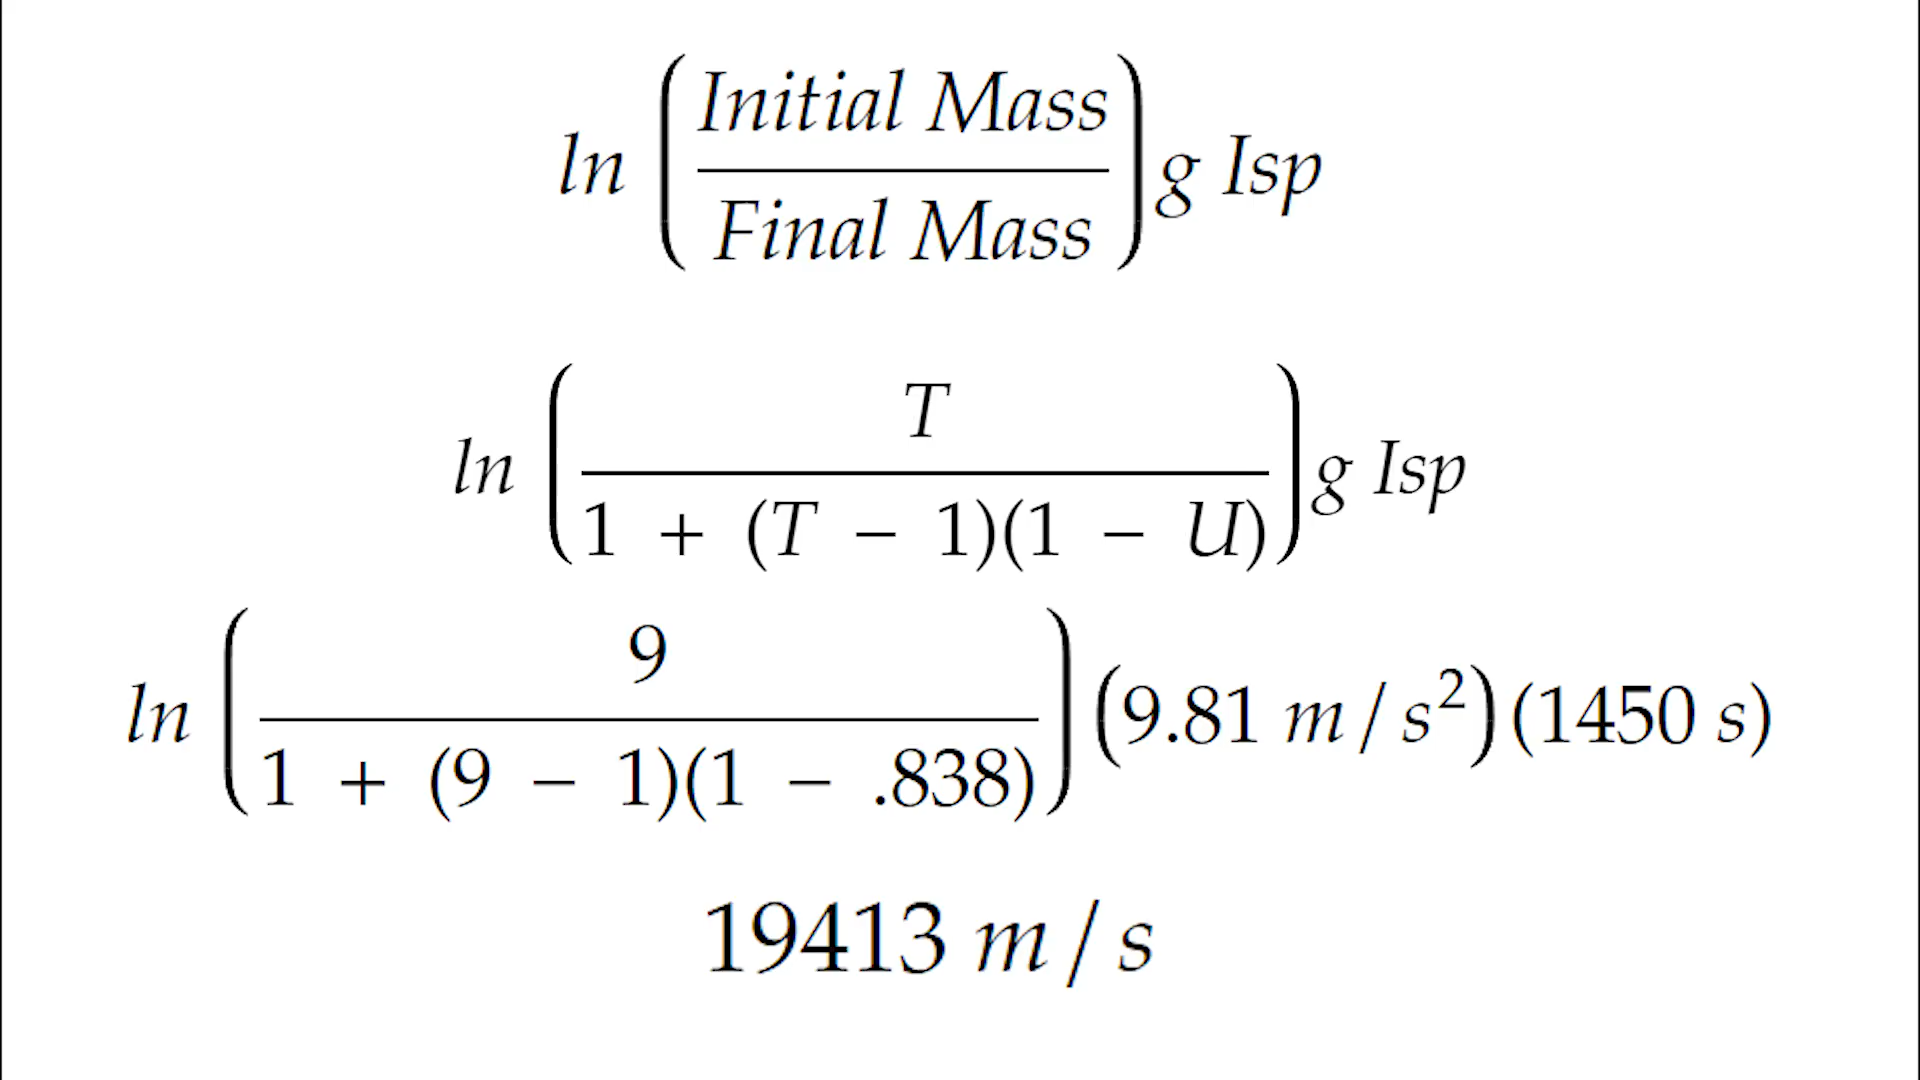 ln (Initial Mass / Final Mass) g Isp
ln (T / 1 + (T − 1)(1 − U)) g Isp
ln (9 / 1 + (9 − 1)(1 − .838)) (9.81 m/s²)(1450 s)
19413 m/s